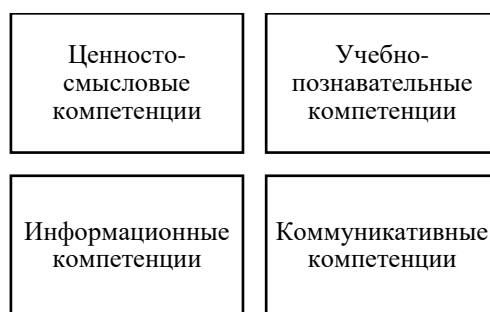 Ценносто-
смысловые
компетенции
Учебно-
познавательные
компетенции
Информационные
компетенции
Коммуникативные
компетенции